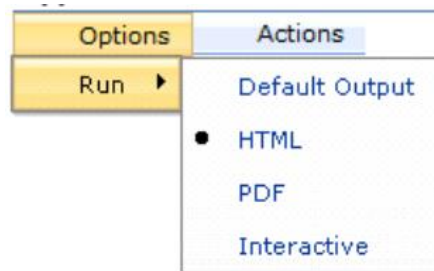 Options Actions
Run Default Output
HTML
PDF
Interactive